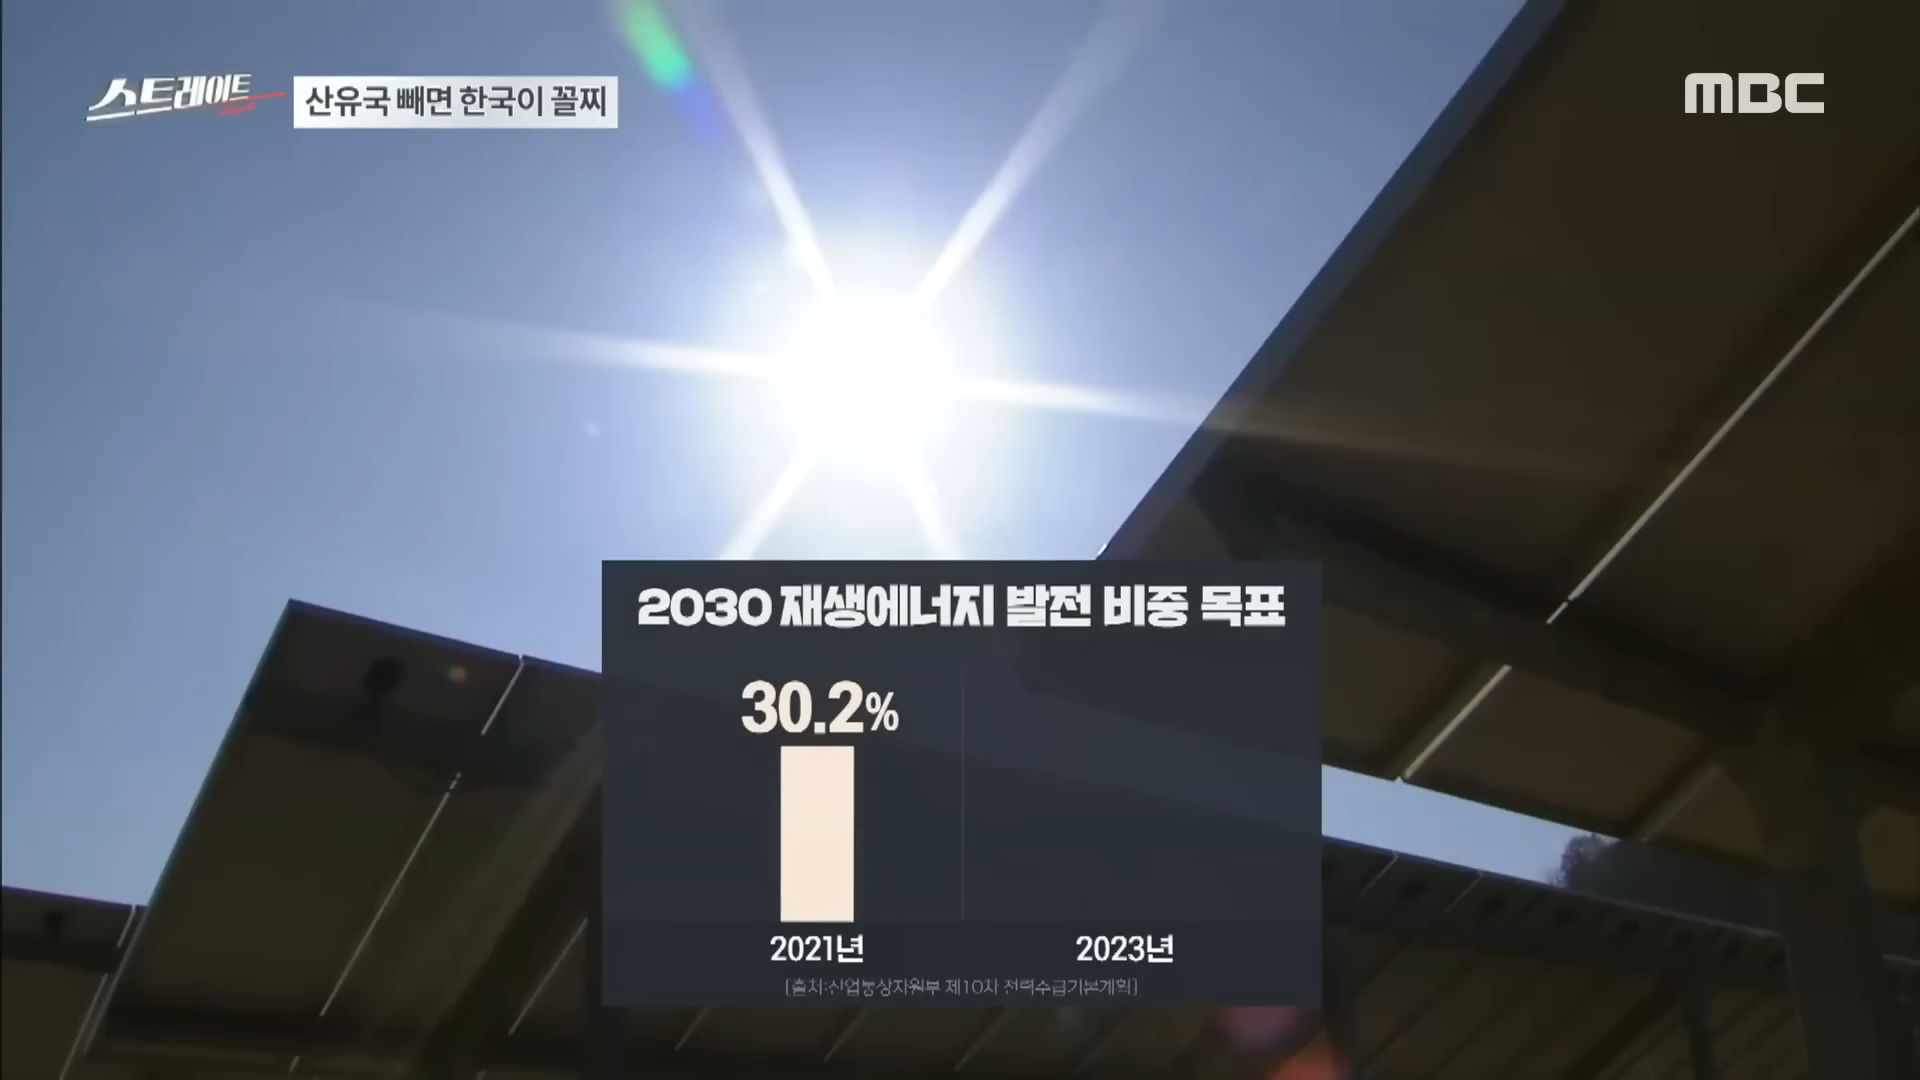 스트레이트
산유국 빼면 한국이 꼴찌
MBC
2030 재생에너지 발전 비중 목표
30.2%
2021년
2023년
[출처:산업통상자원부 제10차 전력수급기본계획]